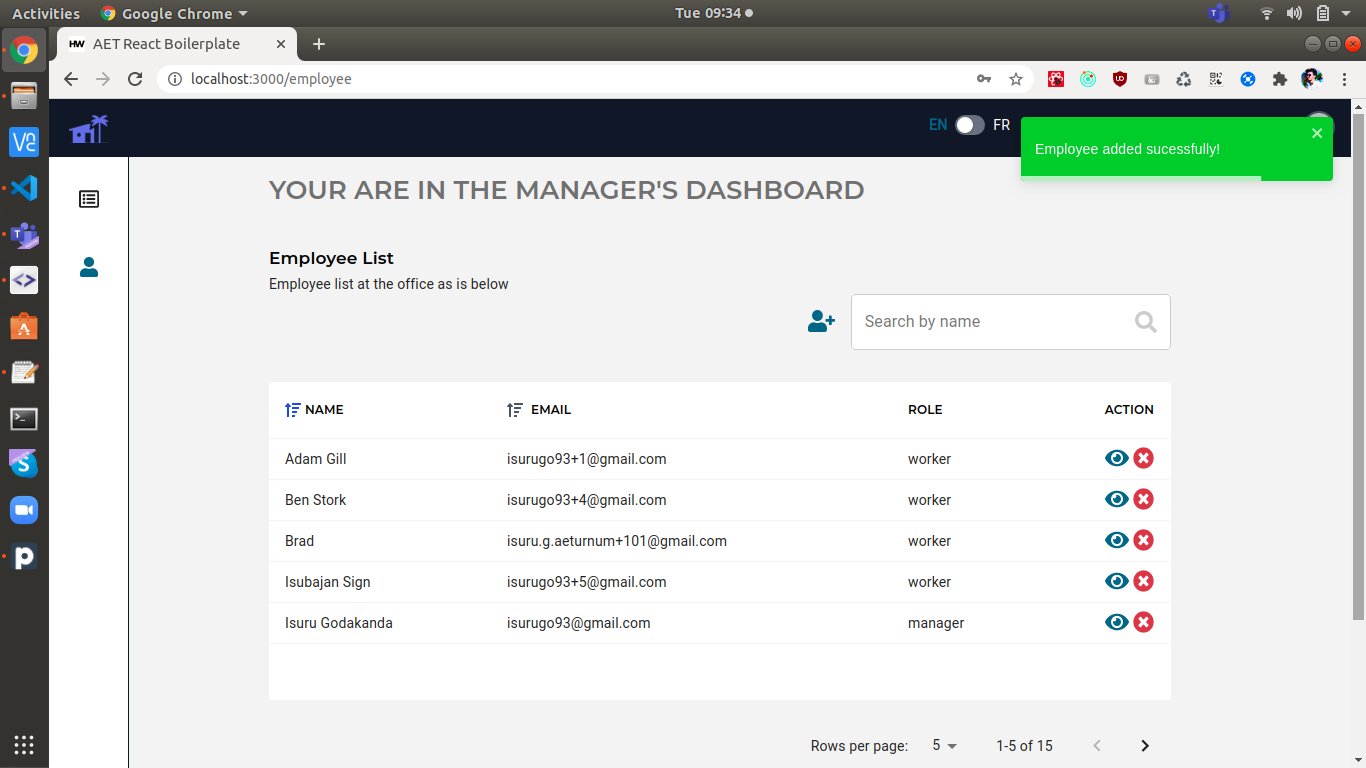 Activities Google Chrome Tue 09:34
HW AET React Boilerplate
localhost:3000/employee
EN FR
Employee added sucessfully!
YOUR ARE IN THE MANAGER'S DASHBOARD
Employee List
Employee list at the office as is below
Search by name
NAME EMAIL ROLE ACTION
Adam Gill isurugo93+1@gmail.com worker
Ben Stork isurugo93+4@gmail.com worker
Brad isuru.g.aeturnum+101@gmail.com worker
Isubajan Sign isurugo93+5@gmail.com worker
Isuru Godakanda isurugo93@gmail.com manager
Rows per page: 5 1-5 of 15